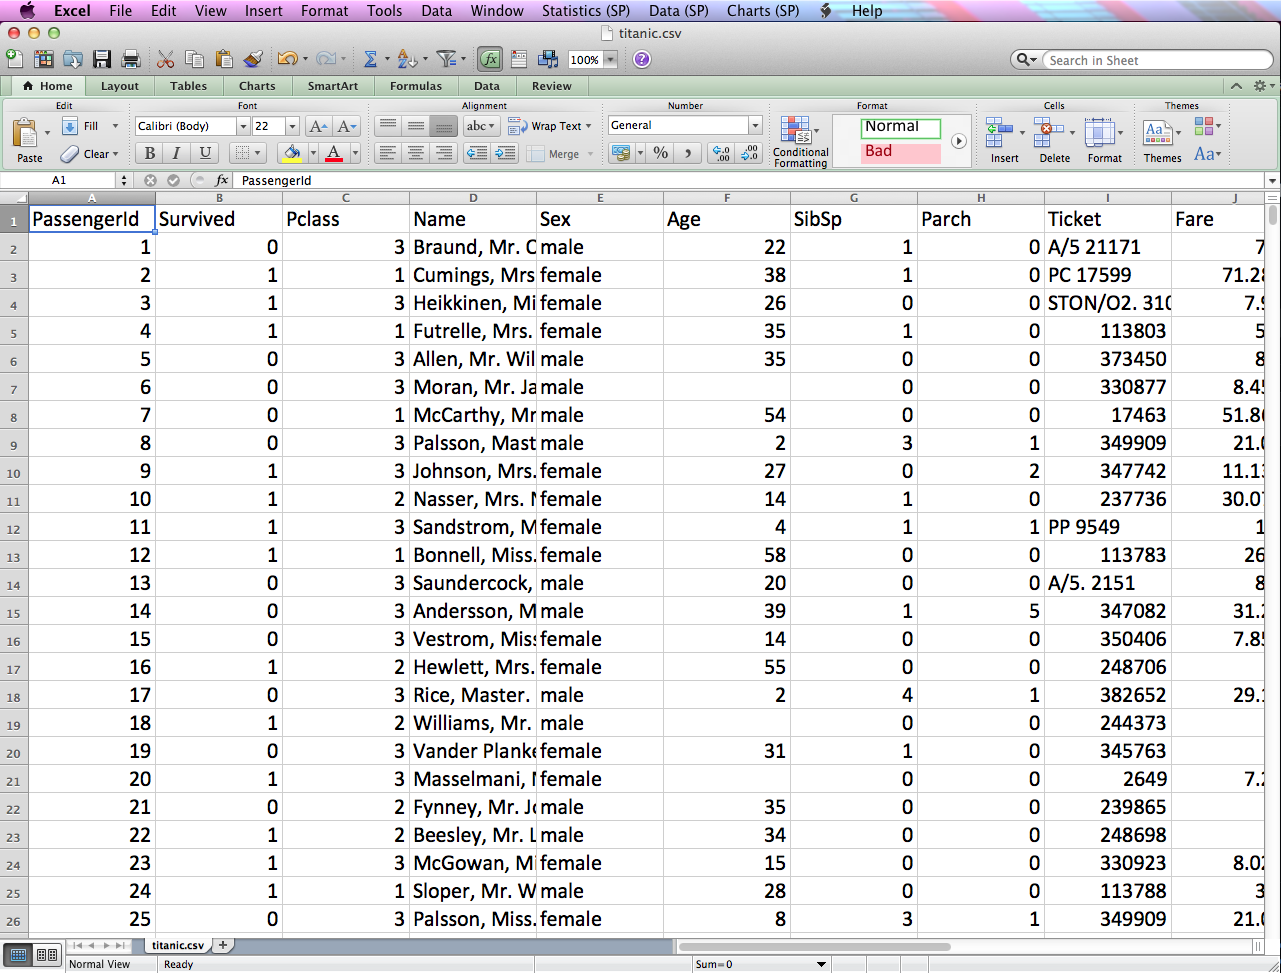 Excel File Edit View Insert Format Tools Data Window Statistics (SP) Data (SP) Charts (SP) Help
titanic.csv
100% Search in Sheet
Home Layout Tables Charts SmartArt Formulas Data Review
Edit Font Alignment Number Format Cells Themes
Fill Calibri (Body) 22 A A abc Wrap Text General Normal Aa
Paste Clear B I U A Merge % Conditional Formatting Bad Insert Delete Format Themes Aa
A1 fx PassengerId
A B C D E F G H I J
1 PassengerId Survived Pclass Name Sex Age SibSp Parch Ticket Fare
2 1 0 3 Braund, Mr. male 22 1 0 A/5 21171 7
3 2 1 1 Cumings, Mrs female 38 1 0 PC 17599 71.28
4 3 1 3 Heikkinen, Mi female 26 0 0 STON/O2. 310 7.9
5 4 1 1 Futrelle, Mrs. female 35 1 0 113803 5
6 5 0 3 Allen, Mr. Wil male 35 0 0 373450 8
7 6 0 3 Moran, Mr. Ja male 0 0 330877 8.45
8 7 0 1 McCarthy, Mr male 54 0 0 17463 51.86
9 8 0 3 Palsson, Mast male 2 3 1 349909 21.0
10 9 1 3 Johnson, Mrs. female 27 0 2 347742 11.13
11 10 1 2 Nasser, Mrs. female 14 1 0 237736 30.07
12 11 1 3 Sandstrom, M female 4 1 1 PP 9549 1
13 12 1 1 Bonnell, Miss. female 58 0 0 113783 26
14 13 0 3 Saundercock, male 20 0 0 A/5. 2151 8
15 14 0 3 Andersson, M male 39 1 5 347082 31.2
16 15 0 3 Vestrom, Miss female 14 0 0 350406 7.85
17 16 1 2 Hewlett, Mrs. female 55 0 0 248706
18 17 0 3 Rice, Master. male 2 4 1 382652 29.1
19 18 1 2 Williams, Mr. male 0 0 244373
20 19 0 3 Vander Planke female 31 1 0 345763
21 20 1 3 Masselmani, female 0 0 2649 7.2
22 21 0 2 Fynney, Mr. Jo male 35 0 0 239865
23 22 1 2 Beesley, Mr. L male 34 0 0 248698
24 23 1 3 McGowan, Mi female 15 0 0 330923 8.02
25 24 1 1 Sloper, Mr. W male 28 0 0 113788 3
26 25 0 3 Palsson, Miss. female 8 3 1 349909 21.0
titanic.csv
Normal View Ready Sum=0